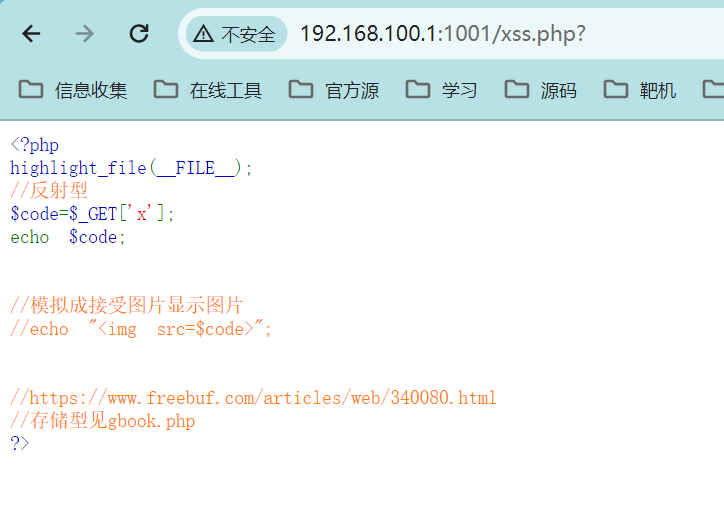 不安全 192.168.100.1:1001/xss.php?
信息收集 在线工具 官方源 学习 源码 靶机
<?php
highlight_file(__FILE__);
//反射型
$code=$_GET['x'];
echo $code;
//模拟成接受图片显示图片
//echo "<img src=$code>";
//https://www.freebuf.com/articles/web/340080.html
//存储型见gbook.php
?>